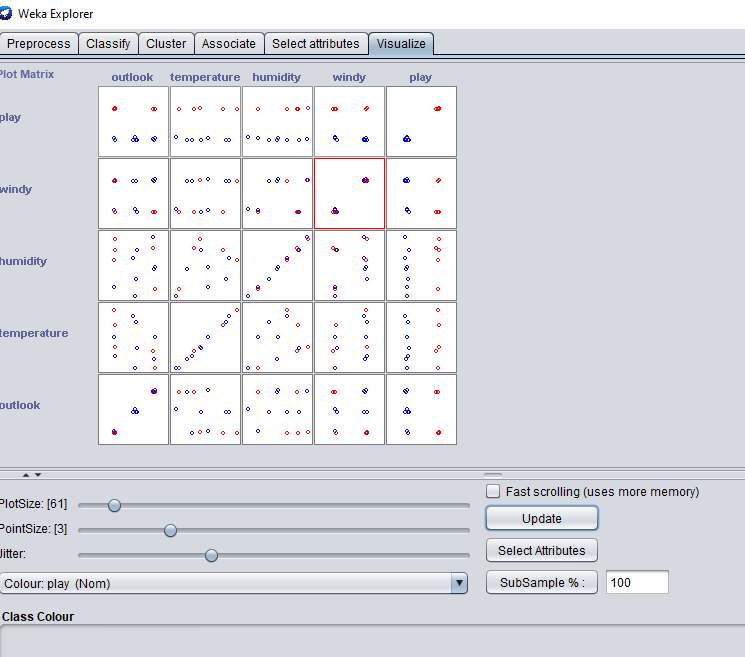 Weka Explorer
Preprocess Classify Cluster Associate Select attributes Visualize
Plot Matrix outlook temperature humidity windy play
play
windy
humidity
temperature
outlook
PlotSize: [61]
Fast scrolling (uses more memory)
PointSize: [3]
Update
Jitter:
Select Attributes
Colour: play (Nom)
SubSample % : 100
Class Colour